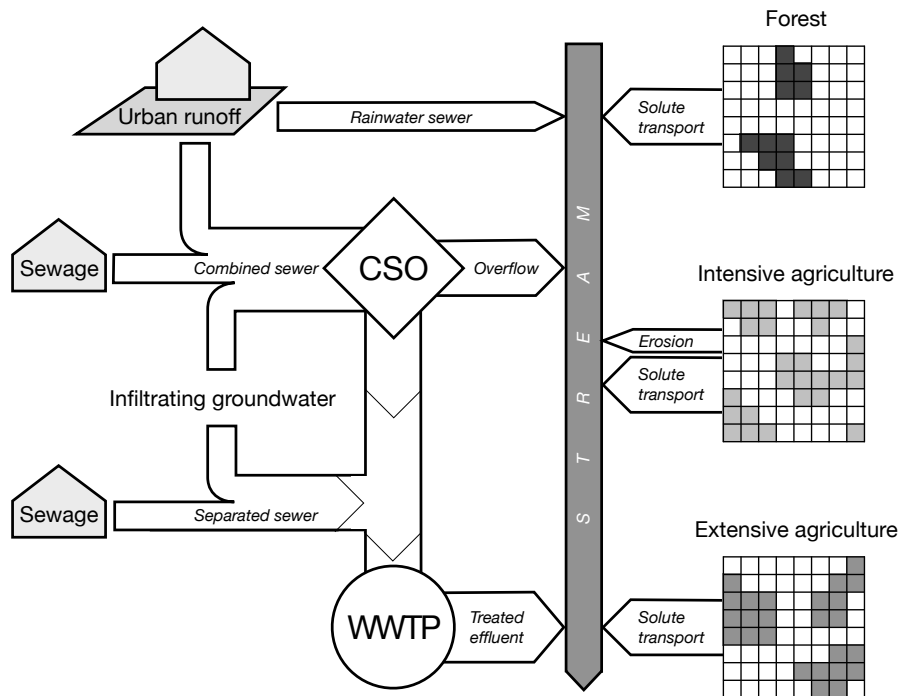 Forest
Urban runoff
Rainwater sewer
Solute
transport
Sewage
Combined sewer
CSO
Overflow
Intensive agriculture
Erosion
Solute
transport
Infiltrating groundwater
STREAM
Sewage
Separated sewer
Extensive agriculture
WWTP
Treated
effluent
Solute
transport